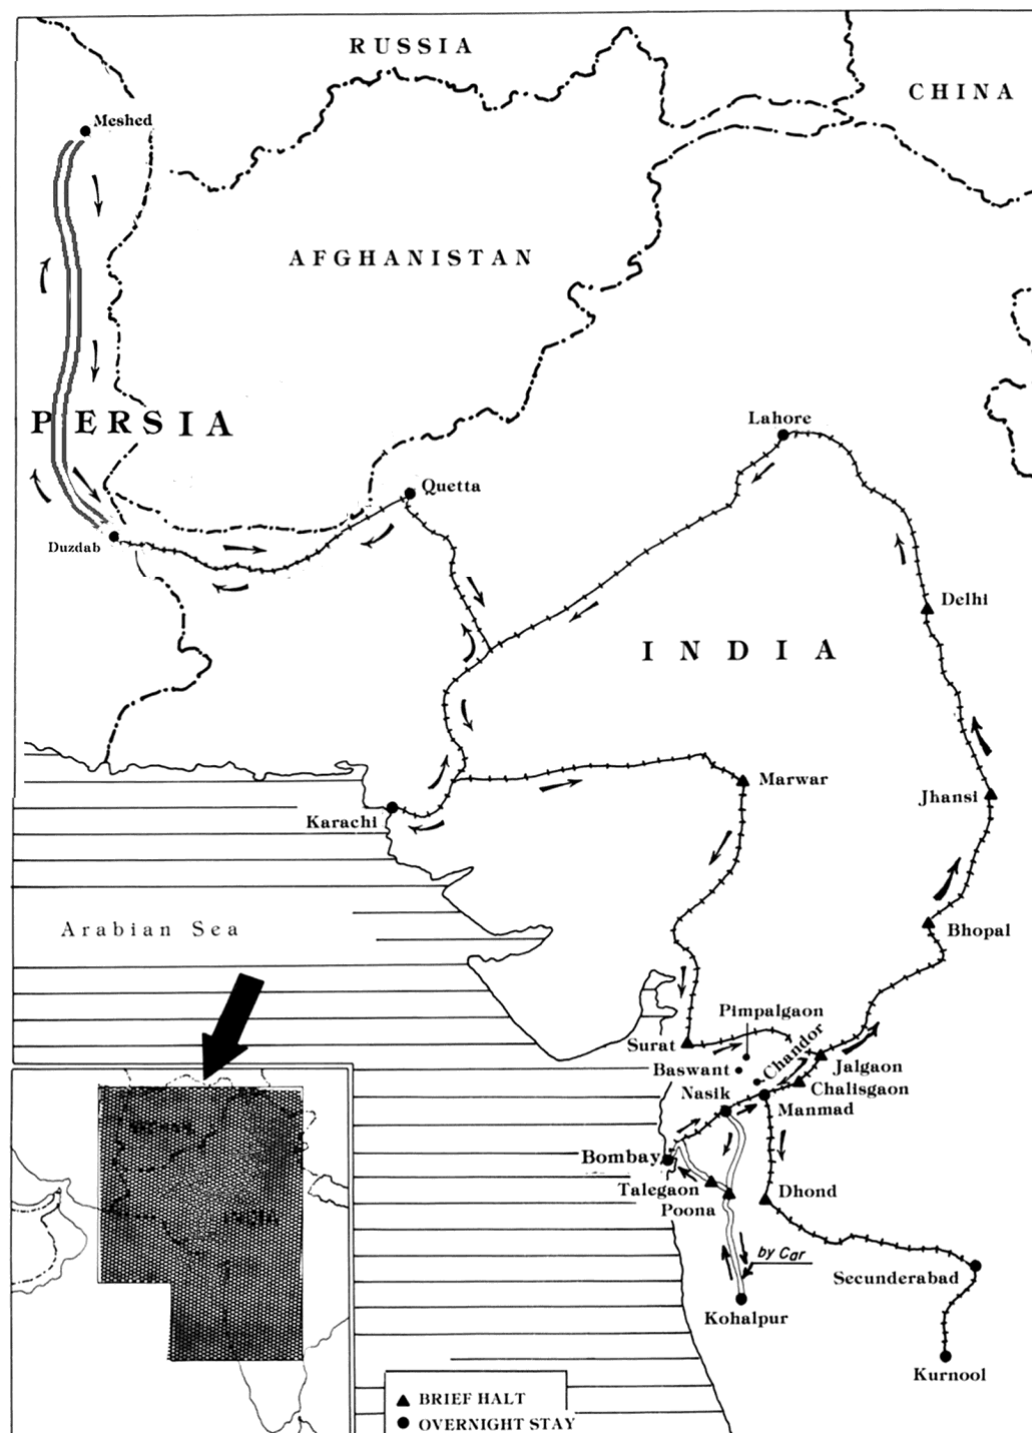 RUSSIA
CHINA
Meshed
AFGHANISTAN
PERSIA
Lahore
Quetta
Duzdab
Delhi
INDIA
Marwar
Jhansi
Karachi
Arabian Sea
Bhopal
Pimpalgaon
Surat
Chandor
Baswant
Jalgaon
Nasik
Chalisgaon
Manmad
Bombay
Talegaon
Dhond
Poona
by Car
Secunderabad
Kohalpur
Kurnool
INDIA
BRIEF HALT
OVERNIGHT STAY